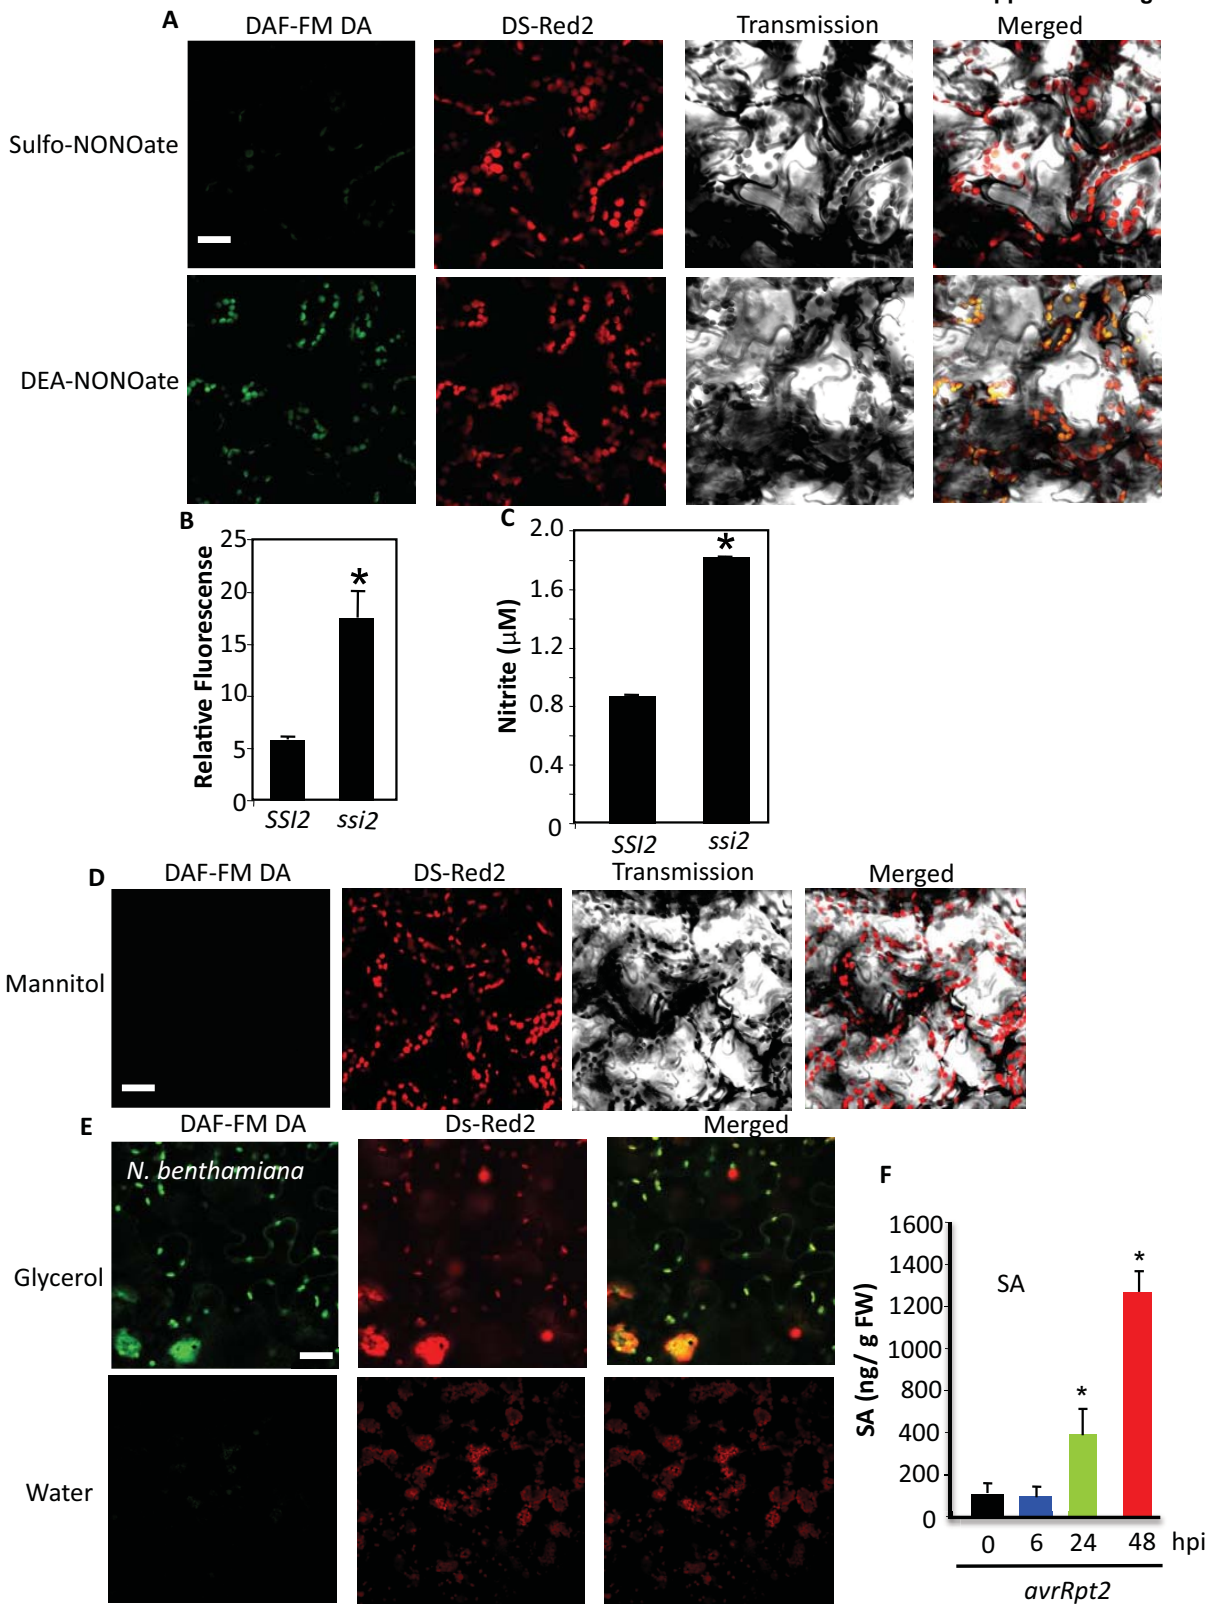 A
DAF-FM DA DS-Red2 Transmission Merged
Sulfo-NONOate
DEA-NONOate
B
Relative Fluorescense
25
20
15
10
5
0
*
SSI2 ssi2
C
Nitrite (μM)
2.0
1.6
1.2
0.8
0.4
0
*
SSI2 ssi2
D
DAF-FM DA DS-Red2 Transmission Merged
Mannitol
E
DAF-FM DA Ds-Red2 Merged
N. benthamiana
Glycerol
Water
F
SA (ng/ g FW)
1600
1400
1200
1000
800
400
200
0
SA
*
*
0 6 24 48 hpi
avrRpt2